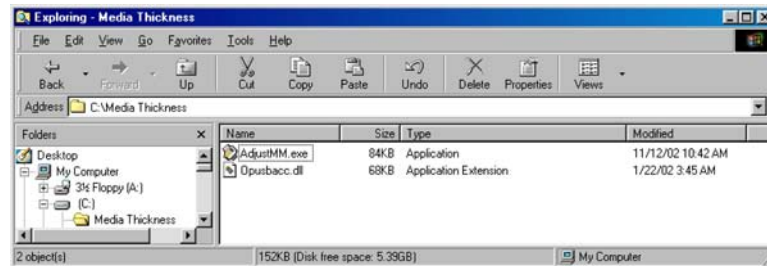 Exploring - Media Thickness
File Edit View Go Favorites Tools Help
Back Forward Up Cut Copy Paste Undo Delete Properties Views
Address C:\Media Thickness
Folders
Name Size Type Modified
Desktop
My Computer
3½ Floppy (A:)
(C:)
Media Thickness
AdjustMM.exe 84KB Application 11/12/02 10:42 AM
Opusbacc.dll 68KB Application Extension 1/22/02 3:45 AM
2 object(s) 152KB (Disk free space: 5.39GB) My Computer